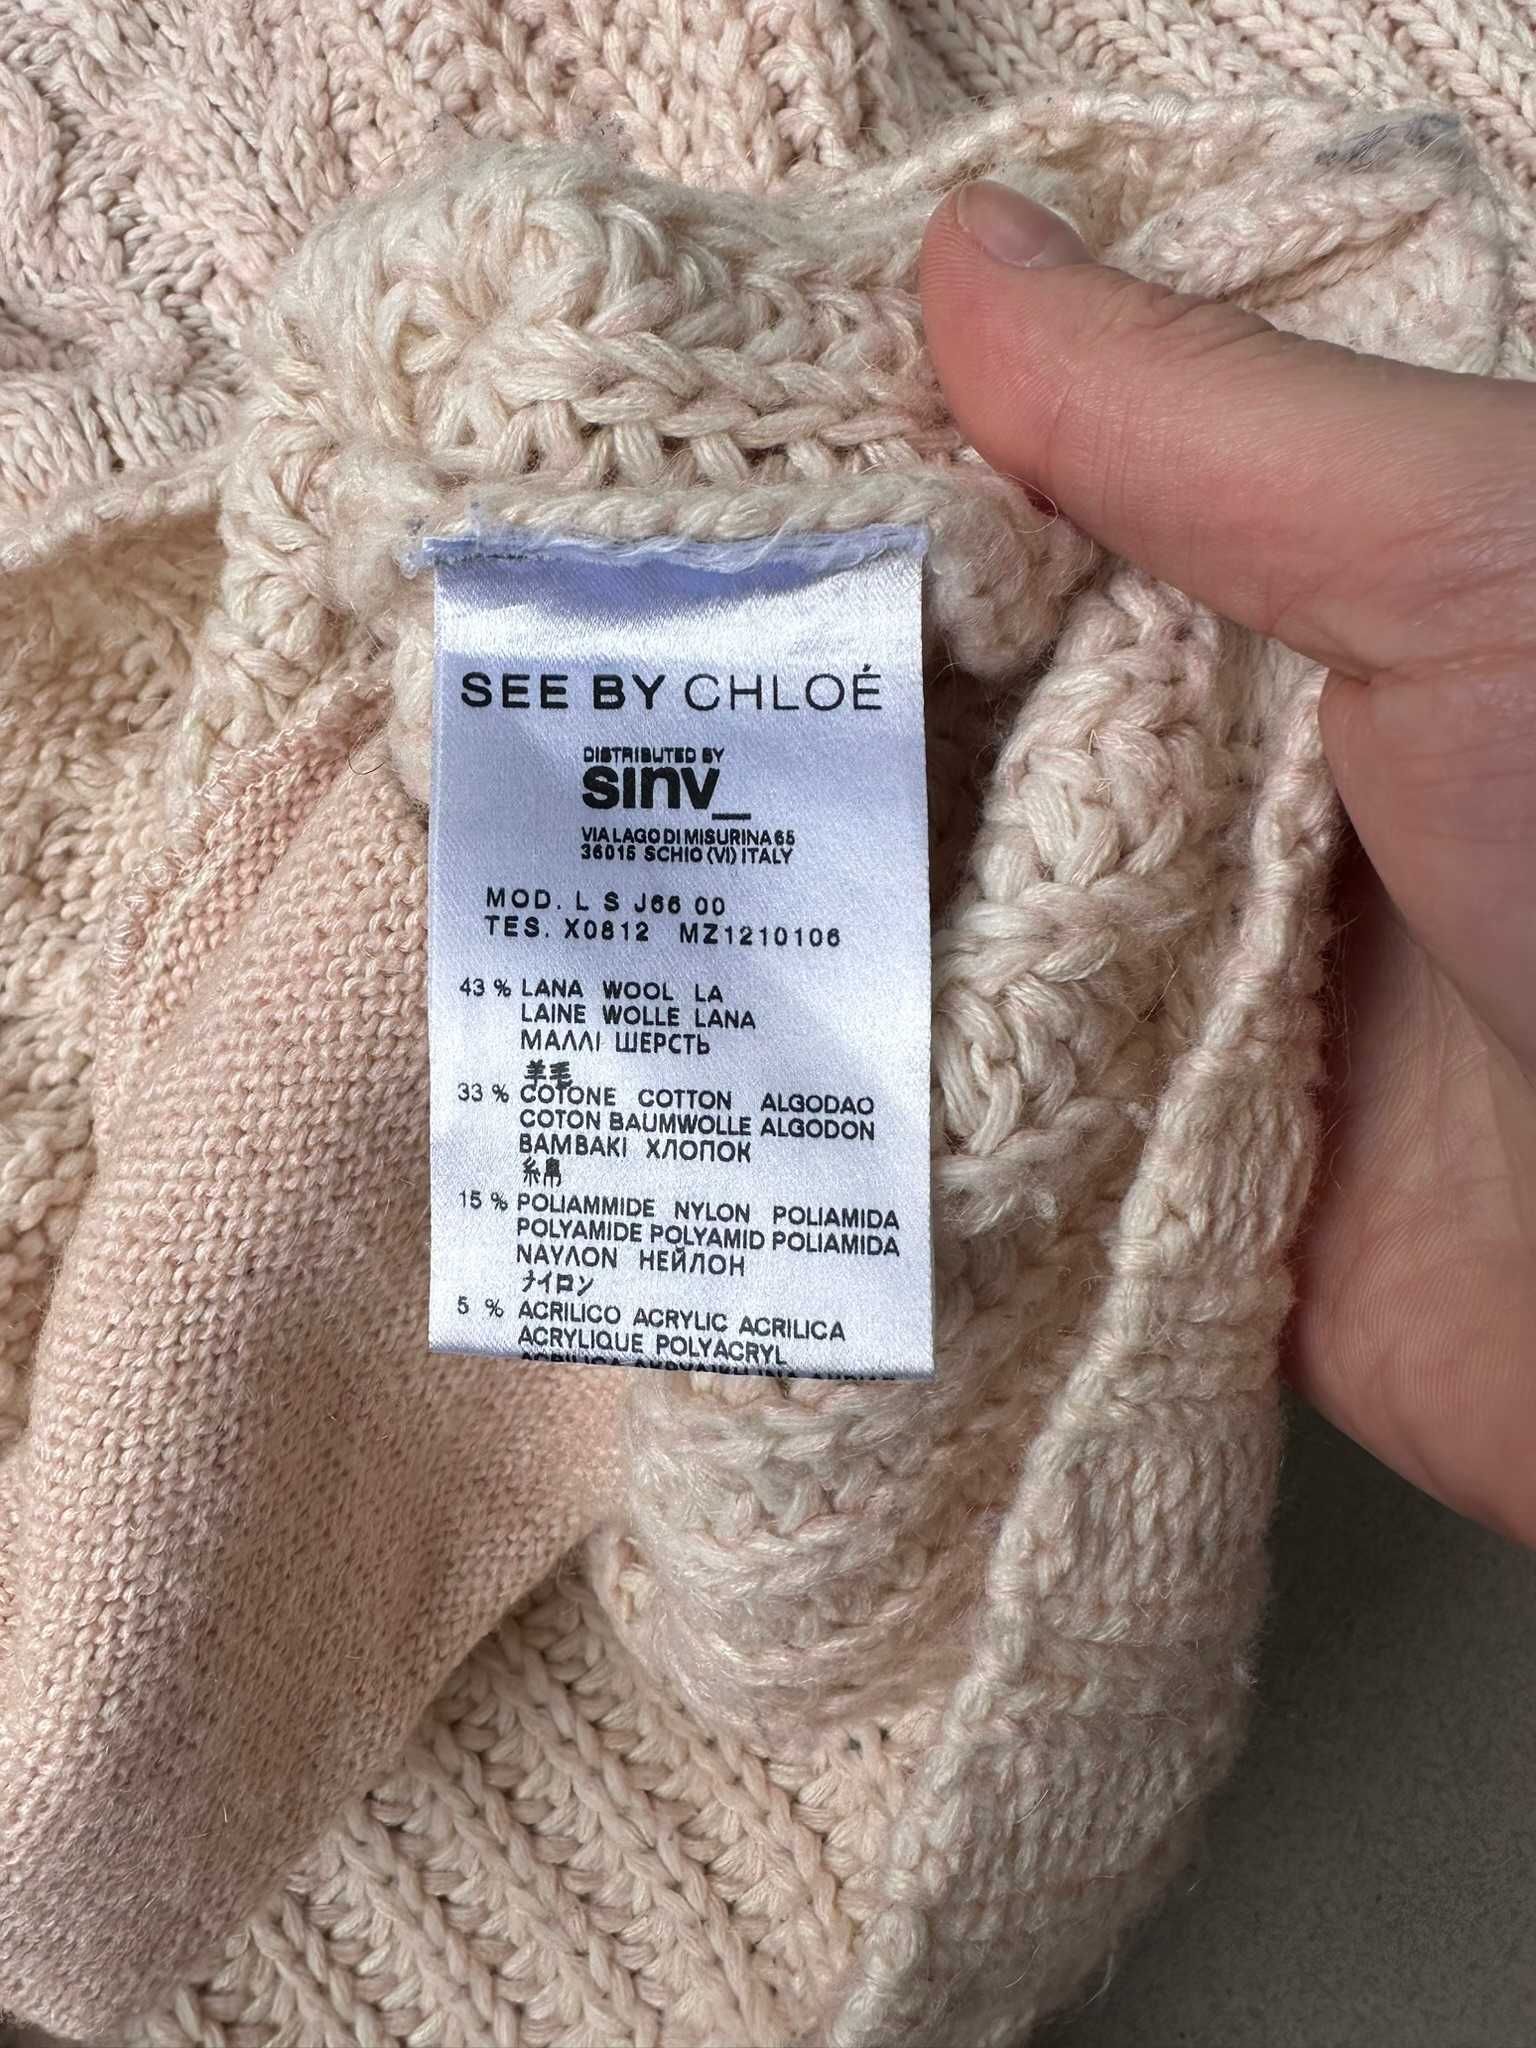 SEE BY CHLOÉ
DISTRIBUTED BY
sinv_
VIA LAGO DI MISURINA 65
36015 SCHIO (VI) ITALY
MOD. L S J66 00
TES. X0812 MZ1210106
43 % LANA WOOL LA
LAINE WOLLE LANA
ΜΑΛΛΙ ШЕРСТЬ
羊毛
33 % COTONE COTTON ALGODAO
COTON BAUMWOLLE ALGODON
BAMBAKI ХЛОПОК
糸帛
15 % POLIAMMIDE NYLON POLIAMIDA
POLYAMIDE POLYAMID POLIAMIDA
ΝΑΥΛΟΝ НЕЙЛОН
ナイロン
5 % ACRILICO ACRYLIC ACRILICA
ACRYLIQUE POLYACRYL